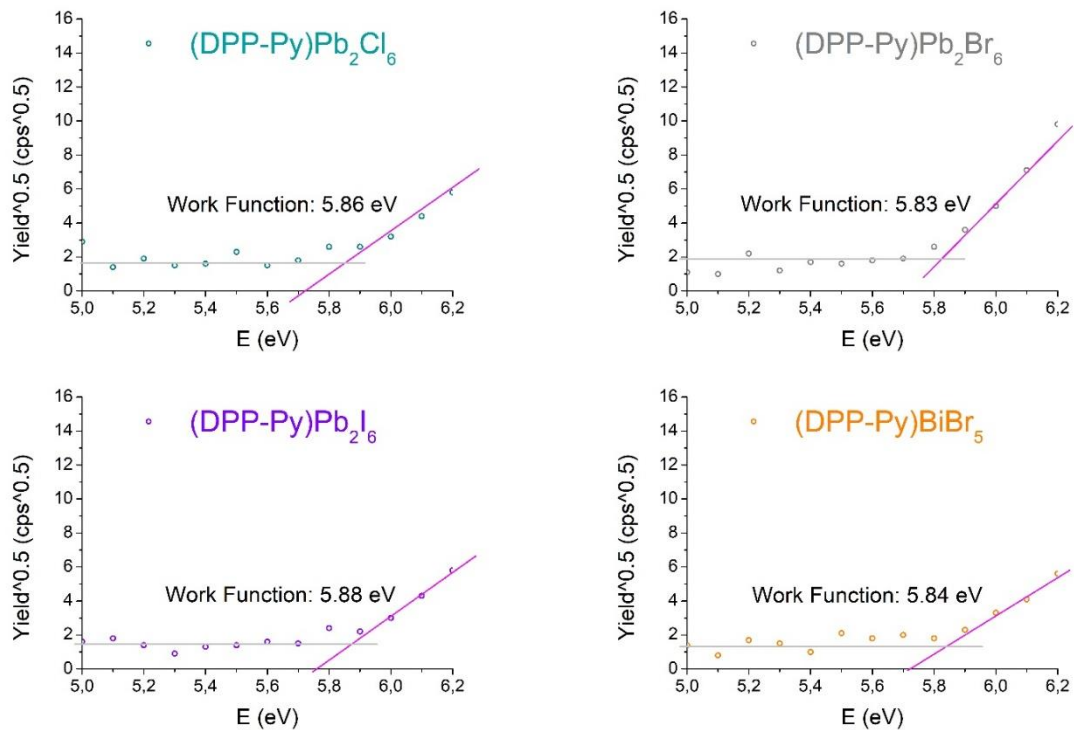 (DPP-Py)Pb2Cl6
Yield^0.5 (cps^0.5)
16
14
12
10
8
6
4
2
0
Work Function: 5.86 eV
5,0 5,2 5,4 5,6 5,8 6,0 6,2
E (eV)
(DPP-Py)Pb2Br6
Yield^0.5 (cps^0.5)
16
14
12
10
8
6
4
2
0
Work Function: 5.83 eV
5,0 5,2 5,4 5,6 5,8 6,0 6,2
E (eV)
(DPP-Py)Pb2I6
Yield^0.5 (cps^0.5)
16
14
12
10
8
6
4
2
0
Work Function: 5.88 eV
5,0 5,2 5,4 5,6 5,8 6,0 6,2
E (eV)
(DPP-Py)BiBr5
Yield^0.5 (cps^0.5)
16
14
12
10
8
6
4
2
0
Work Function: 5.84 eV
5,0 5,2 5,4 5,6 5,8 6,0 6,2
E (eV)